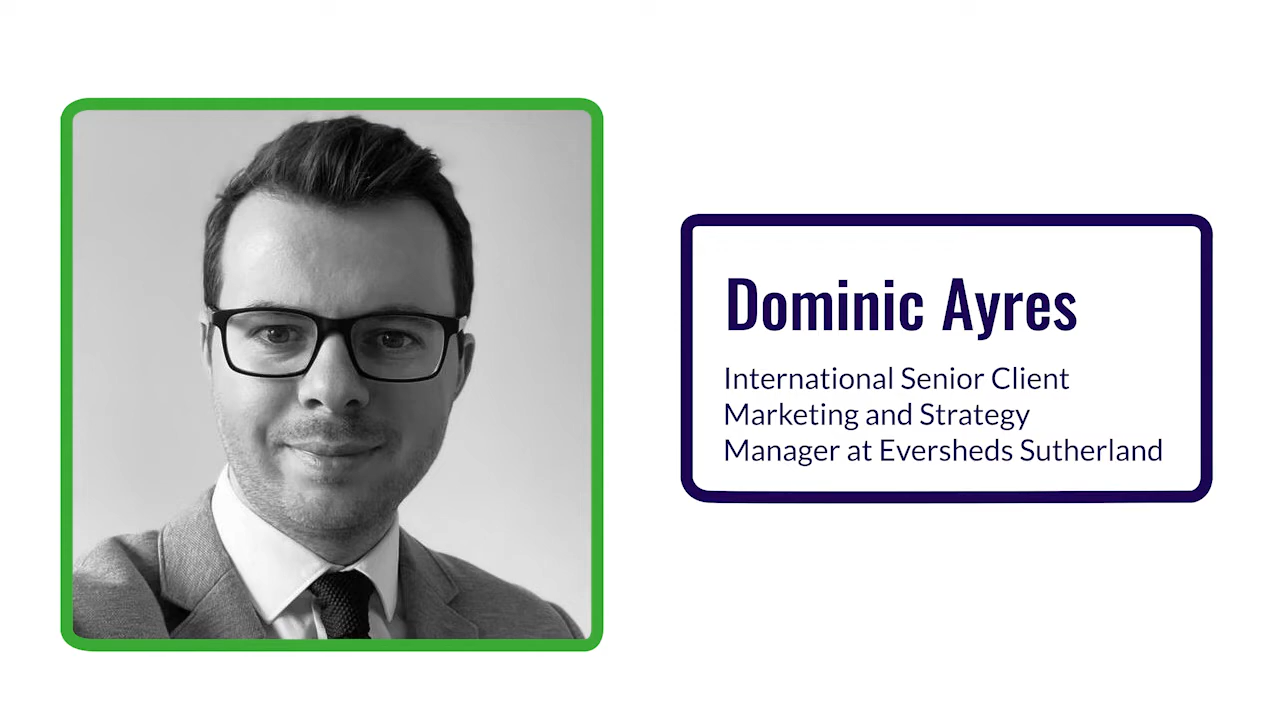 Dominic Ayres
International Senior Client
Marketing and Strategy
Manager at Eversheds Sutherland